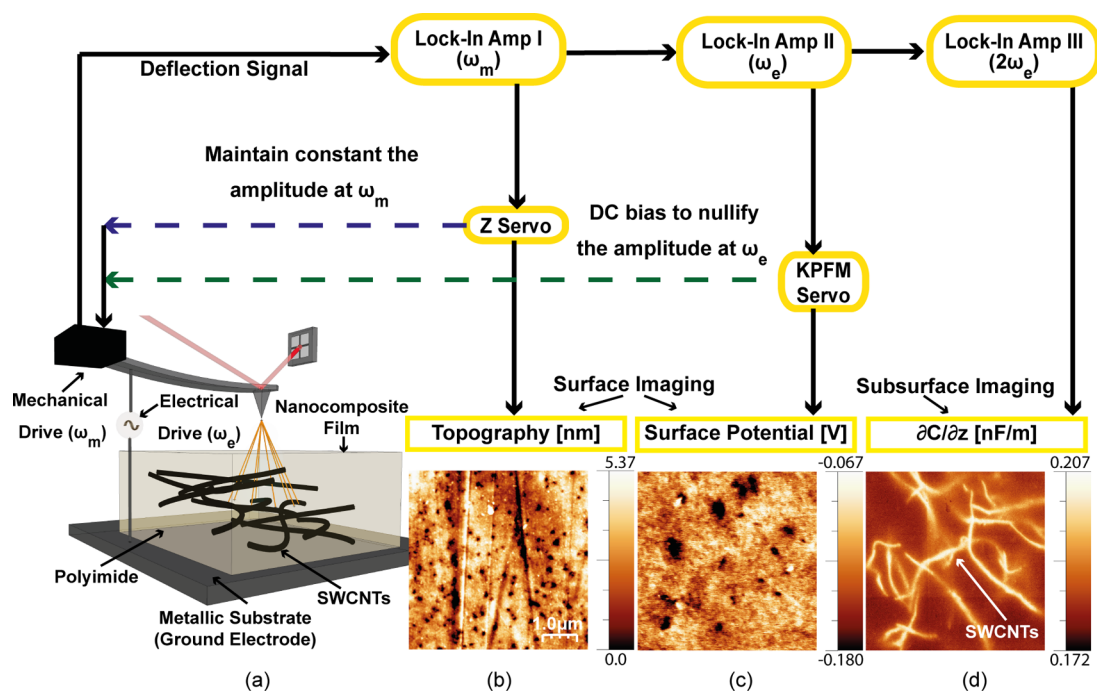 Lock-In Amp I
(ωm)
Lock-In Amp II
(ωe)
Lock-In Amp III
(2ωe)
Deflection Signal
Maintain constant the
amplitude at ωm
Z Servo
DC bias to nullify
the amplitude at ωe
KPFM
Servo
Mechanical
Drive (ωm)
Electrical
Drive (ωe)
Nanocomposite
Film
Polyimide
SWCNTs
Metallic Substrate
(Ground Electrode)
Surface Imaging
Subsurface Imaging
Topography [nm]
Surface Potential [V]
∂C/∂z [nF/m]
5.37
-0.067
0.207
1.0µm
SWCNTs
0.0
-0.180
0.172
(a)
(b)
(c)
(d)